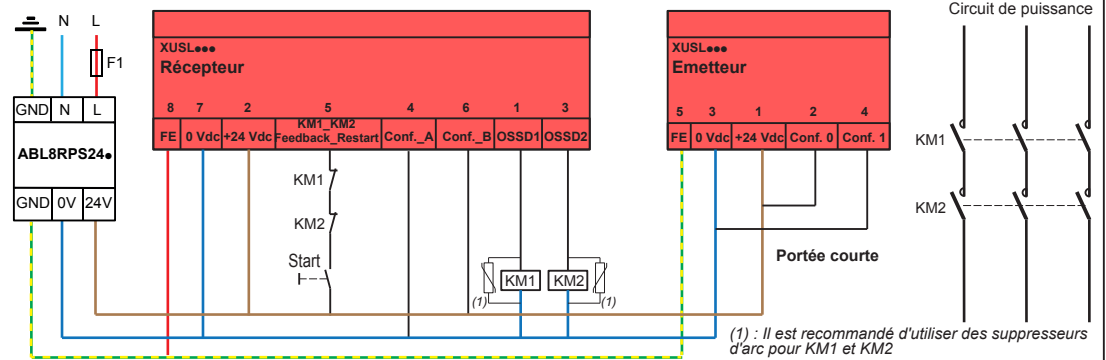 Circuit de puissance
N L
F1
GND N L
ABL8RPS24●
GND 0V 24V
XUSL●●●
Récepteur
8 7 2 5 4 6 1 3
FE 0 Vdc +24 Vdc KM1_KM2 Feedback_Restart Conf._A Conf._B OSSD1 OSSD2
XUSL●●●
Emetteur
5 3 1 2 4
FE 0 Vdc +24 Vdc Conf. 0 Conf. 1
KM1
KM2
Start
KM1 KM2
(1) (1)
Portée courte
KM1
KM2
(1) : Il est recommandé d'utiliser des suppresseurs
d'arc pour KM1 et KM2